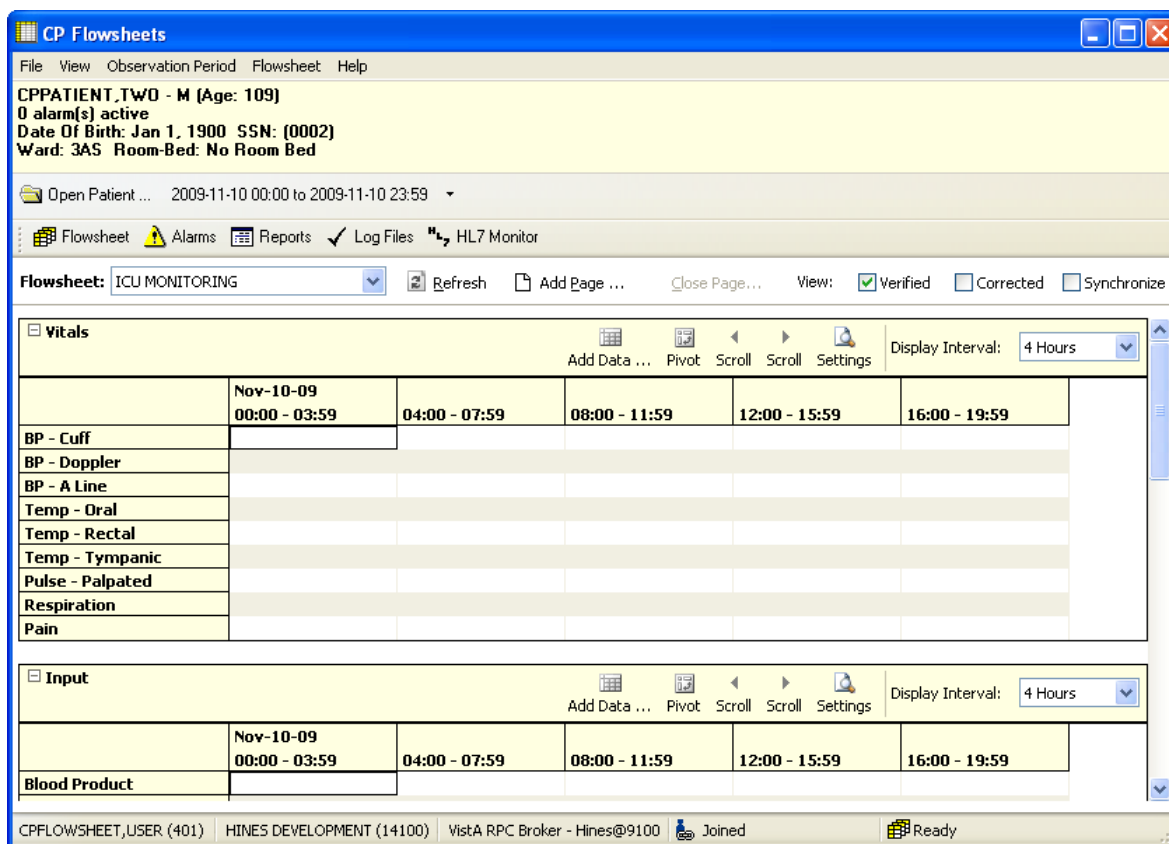 CP Flowsheets
File View Observation Period Flowsheet Help
CPPATIENT,TWO - M (Age: 109)
0 alarm(s) active
Date Of Birth: Jan 1, 1900 SSN: (0002)
Ward: 3AS Room-Bed: No Room Bed
Open Patient ... 2009-11-10 00:00 to 2009-11-10 23:59
Flowsheet Alarms Reports Log Files HL7 HL7 Monitor
Flowsheet: ICU MONITORING Refresh Add Page ... Close Page... View: Verified Corrected Synchronize
Vitals Add Data ... Pivot Scroll Scroll Settings Display Interval: 4 Hours
Nov-10-09
00:00 - 03:59 04:00 - 07:59 08:00 - 11:59 12:00 - 15:59 16:00 - 19:59
BP - Cuff
BP - Doppler
BP - A Line
Temp - Oral
Temp - Rectal
Temp - Tympanic
Pulse - Palpated
Respiration
Pain
Input Add Data ... Pivot Scroll Scroll Settings Display Interval: 4 Hours
Nov-10-09
00:00 - 03:59 04:00 - 07:59 08:00 - 11:59 12:00 - 15:59 16:00 - 19:59
Blood Product
CPFLOWSHEET,USER (401) HINES DEVELOPMENT (14100) VistA RPC Broker - Hines@9100 Joined Ready